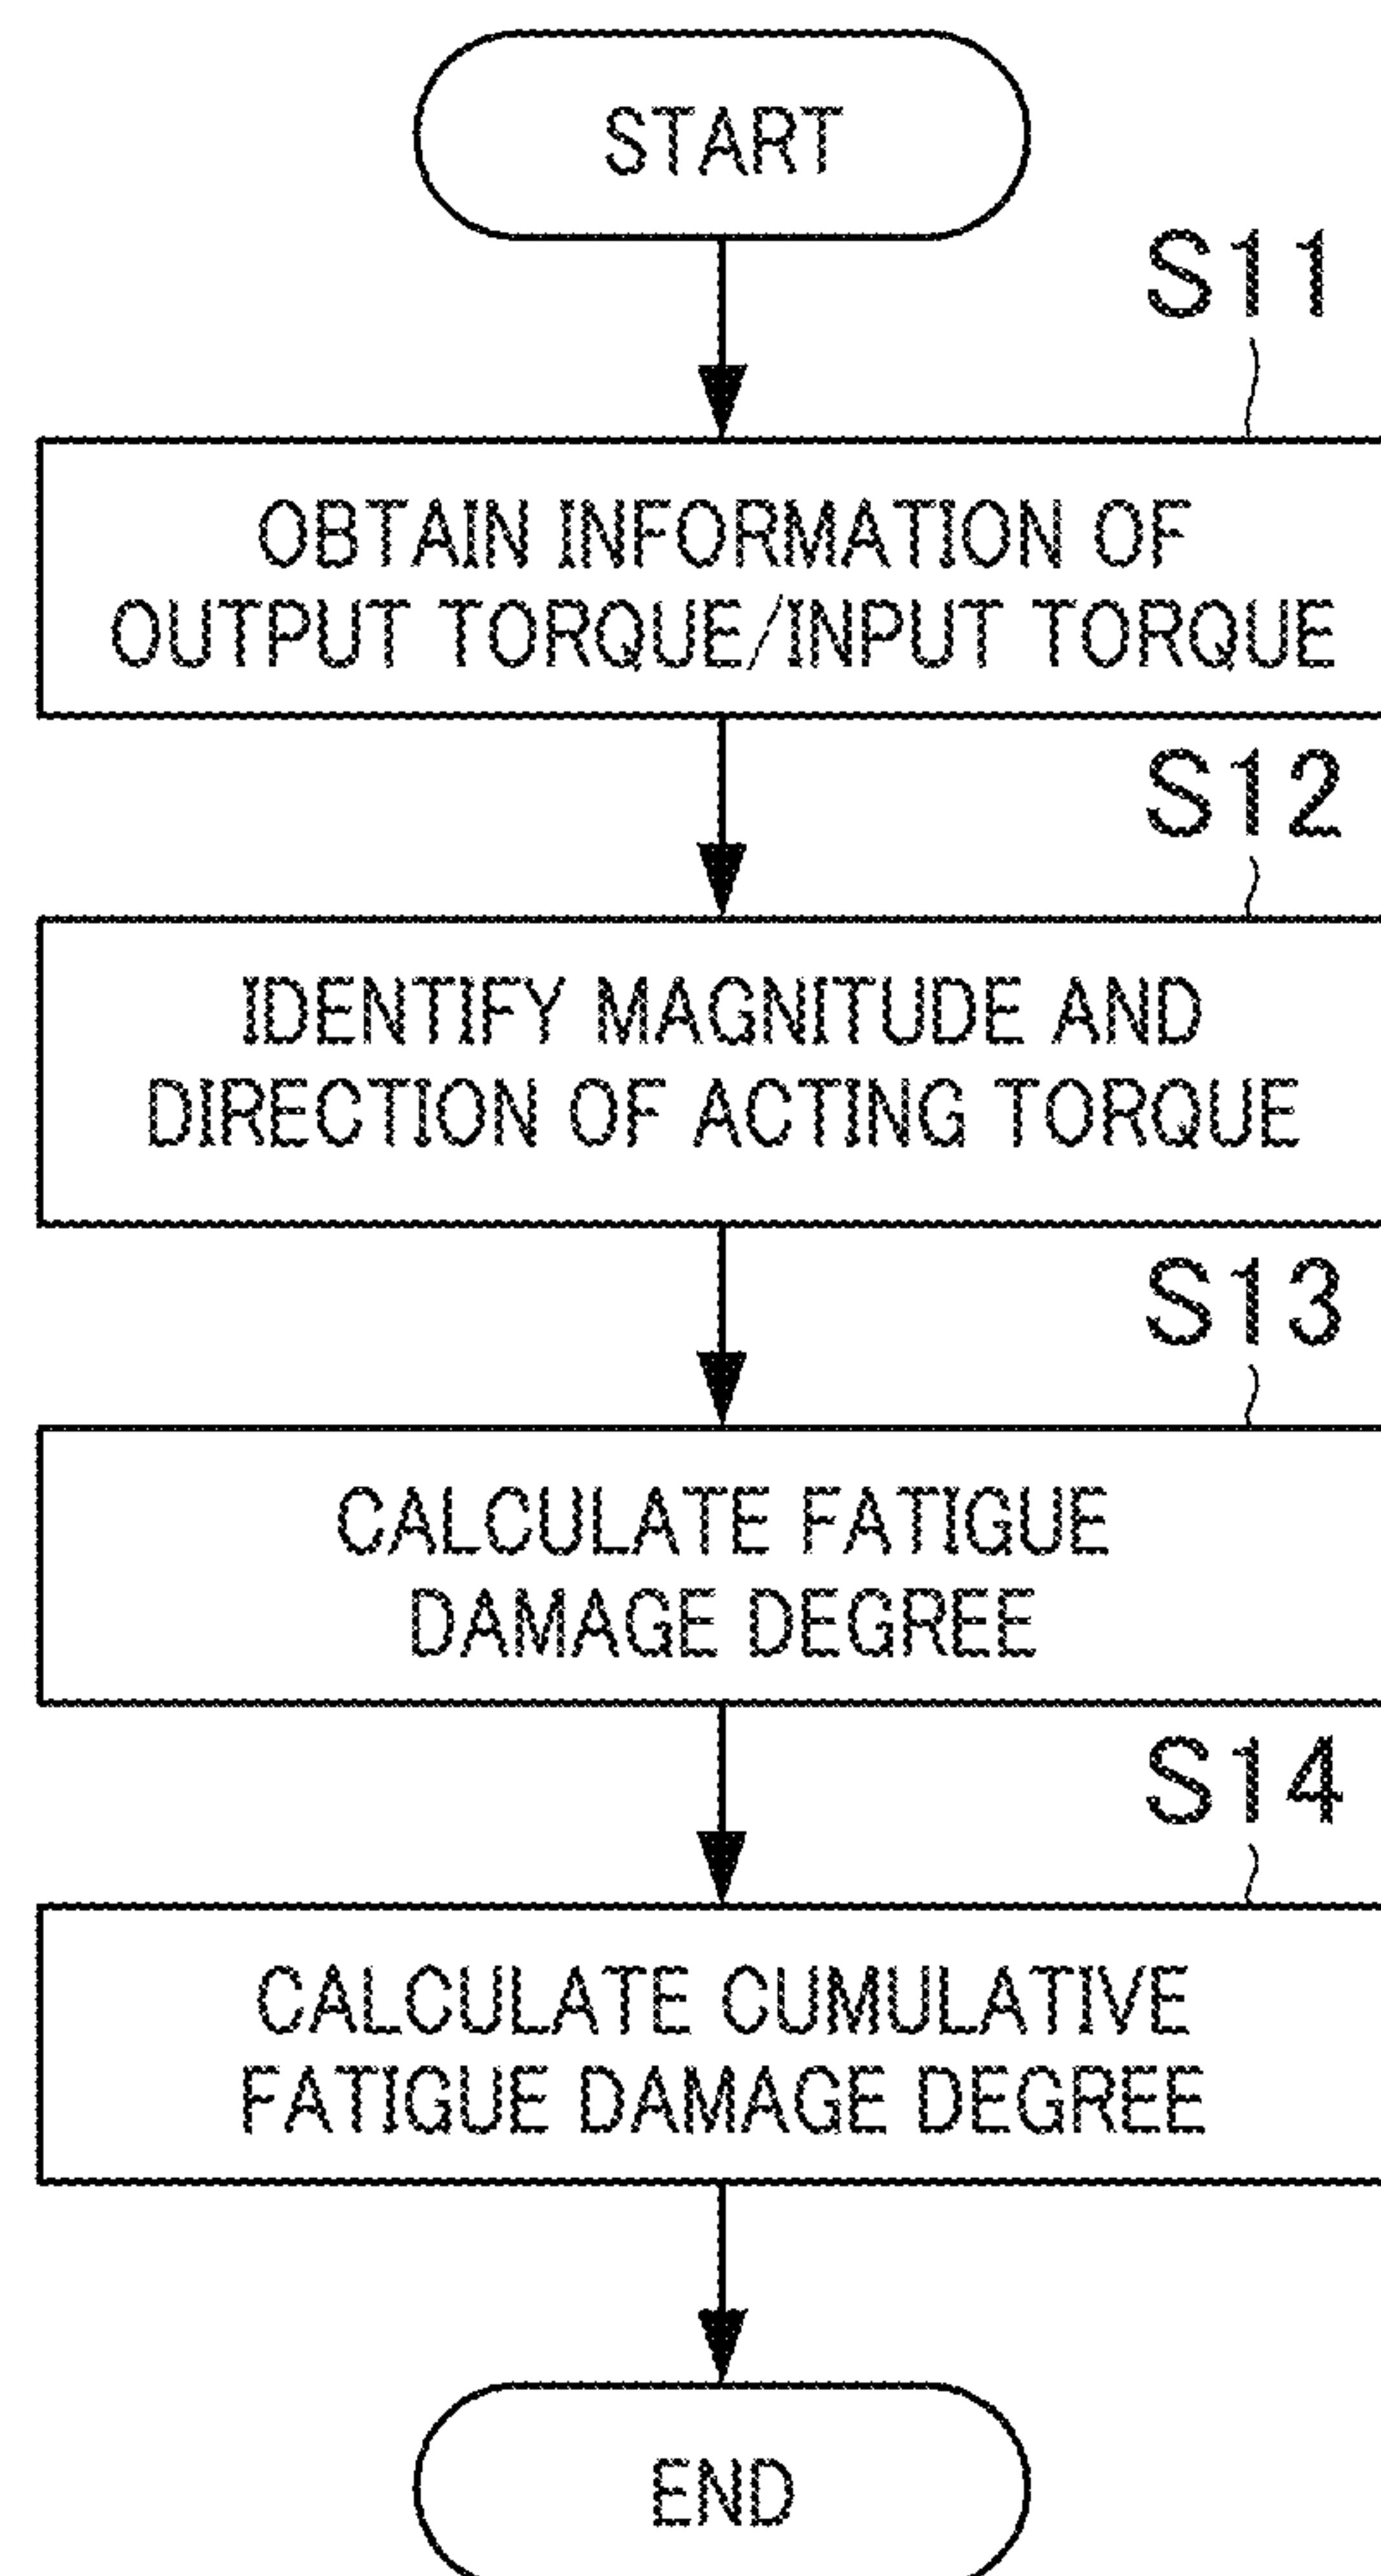 START
S11
OBTAIN INFORMATION OF
OUTPUT TORQUE/INPUT TORQUE
S12
IDENTIFY MAGNITUDE AND
DIRECTION OF ACTING TORQUE
S13
CALCULATE FATIGUE
DAMAGE DEGREE
S14
CALCULATE CUMULATIVE
FATIGUE DAMAGE DEGREE
END